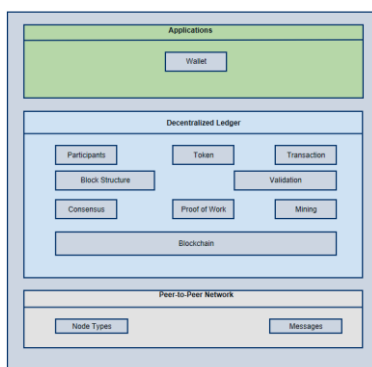 Applications
Wallet
Decentralized Ledger
Participants
Token
Transaction
Block Structure
Validation
Consensus
Proof of Work
Mining
Blockchain
Peer-to-Peer Network
Node Types
Messages